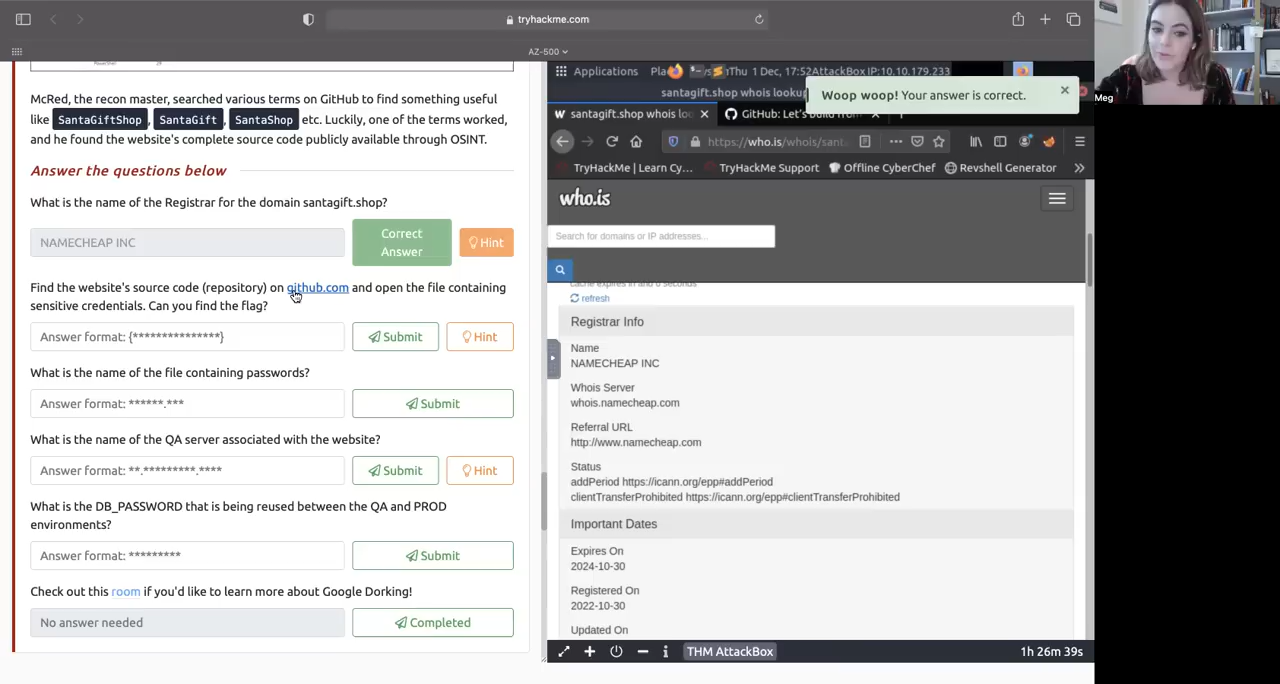 tryhackme.com
AZ-500
McRed, the recon master, searched various terms on GitHub to find something useful
like SantaGiftShop, SantaGift, SantaShop etc. Luckily, one of the terms worked,
and he found the website's complete source code publicly available through OSINT.
Answer the questions below
What is the name of the Registrar for the domain santagift.shop?
NAMECHEAP INC
Correct
Answer
Hint
Find the website's source code (repository) on github.com and open the file containing
sensitive credentials. Can you find the flag?
Answer format: {***************}
Submit
Hint
What is the name of the file containing passwords?
Answer format: ******.***
Submit
What is the name of the QA server associated with the website?
Answer format: **.*********.****
Submit
Hint
What is the DB_PASSWORD that is being reused between the QA and PROD
environments?
Answer format: *********
Submit
Check out this room if you'd like to learn more about Google Dorking!
No answer needed
Completed
Applications Thu 1 Dec, 17:52 AttackBox IP:10.10.179.233
santagift.shop whois looku
Woop woop! Your answer is correct.
santagift.shop whois lo
GitHub: Let's build from
https://who.is/whois/santa
TryHackMe | Learn Cy... TryHackMe Support Offline CyberChef Revshell Generator
who.is
Search for domains or IP addresses...
refresh
Registrar Info
Name
NAMECHEAP INC
Whois Server
whois.namecheap.com
Referral URL
http://www.namecheap.com
Status
addPeriod https://icann.org/epp#addPeriod
clientTransferProhibited https://icann.org/epp#clientTransferProhibited
Important Dates
Expires On
2024-10-30
Registered On
2022-10-30
Updated On
THM AttackBox
1h 26m 39s
Meg